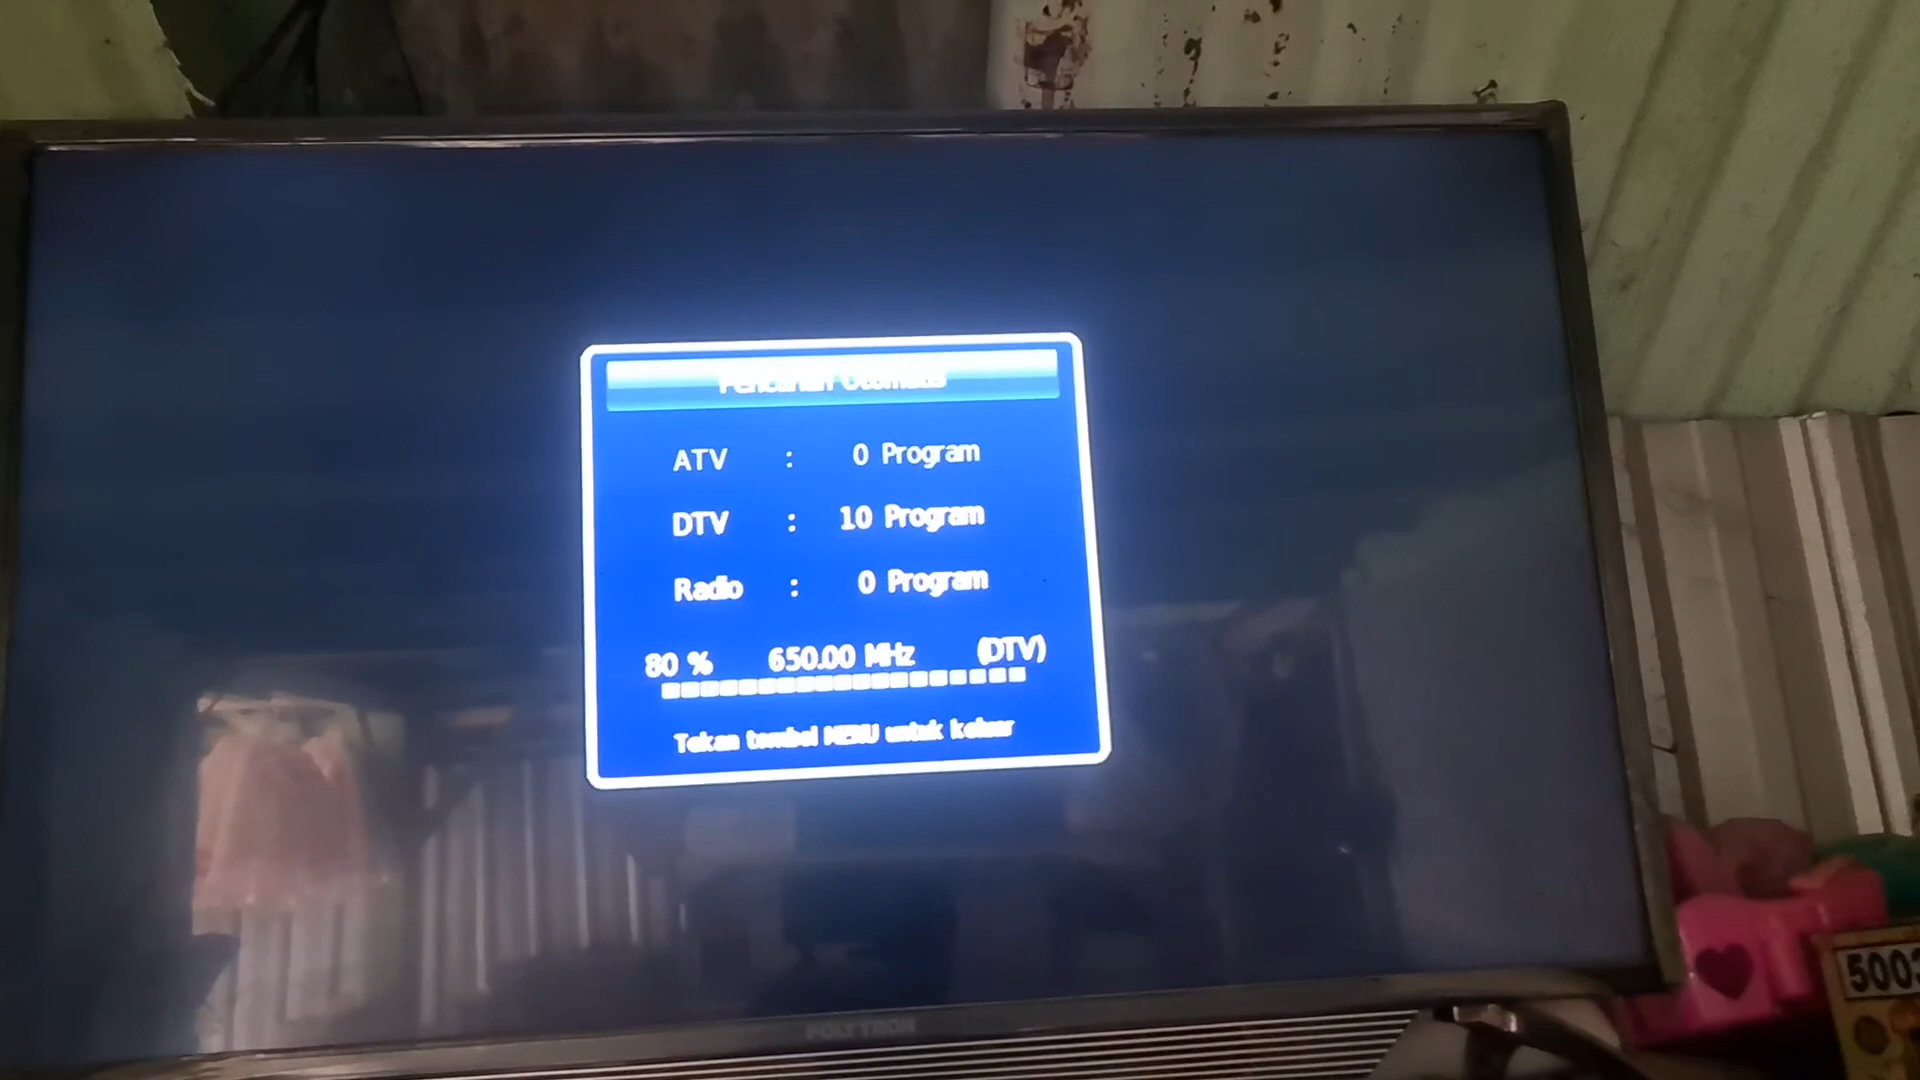 Pencarian Otomatis
ATV : 0 Program
DTV : 10 Program
Radio : 0 Program
80 % 650.00 MHz (DTV)
Tekan tombol MENU untuk keluar
POLYTRON
5003